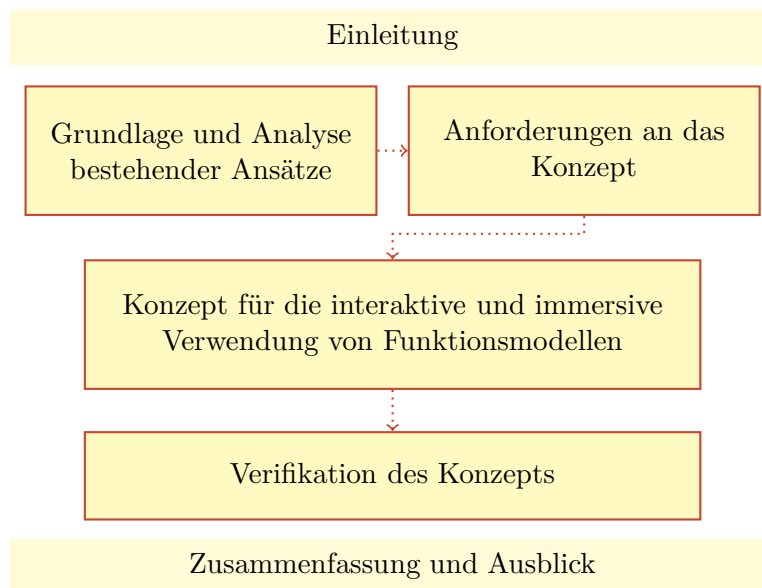 Einleitung
Grundlage und Analyse
bestehender Ansätze
Anforderungen an das
Konzept
Konzept für die interaktive und immersive
Verwendung von Funktionsmodellen
Verifikation des Konzepts
Zusammenfassung und Ausblick